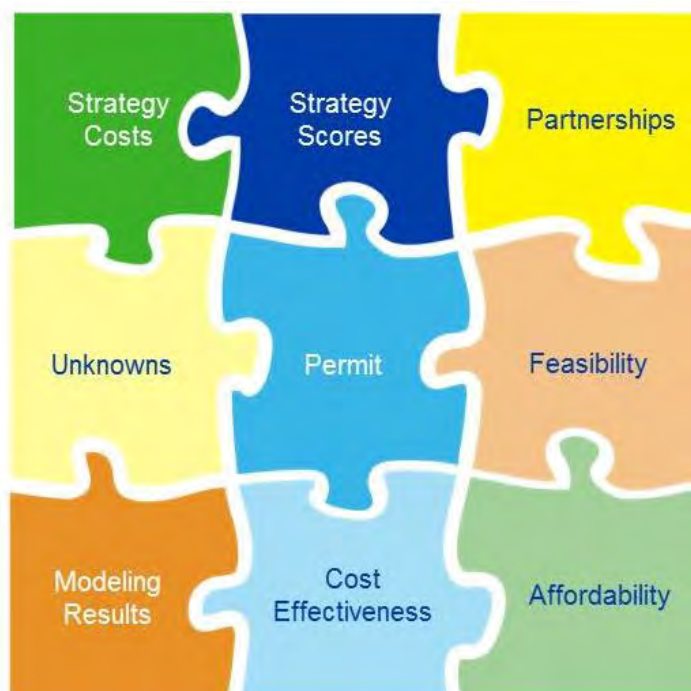 Strategy
Costs
Strategy
Scores
Partnerships
Unknowns
Permit
Feasibility
Modeling
Results
Cost
Effectiveness
Affordability